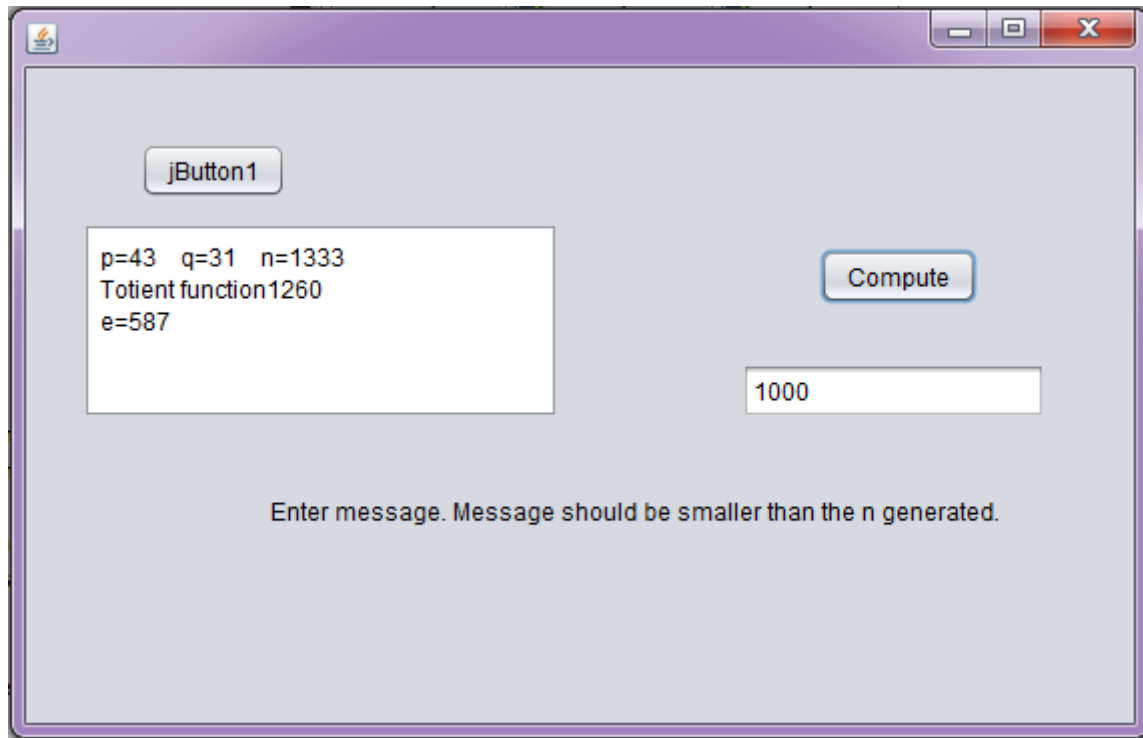 jButton1
p=43 q=31 n=1333
Totient function1260
e=587
Compute
1000
Enter message. Message should be smaller than the n generated.